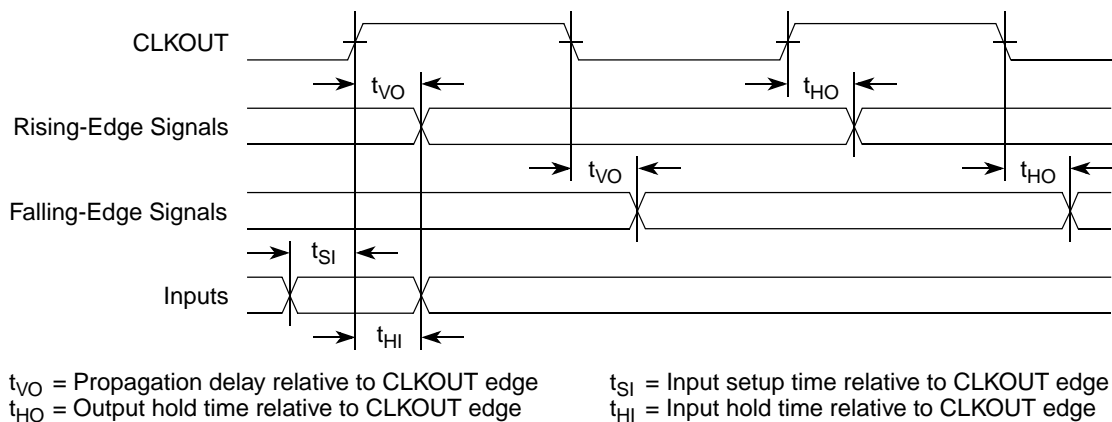 CLKOUT
tVO
tHO
Rising-Edge Signals
tVO
tHO
Falling-Edge Signals
tSI
Inputs
tHI
tVO = Propagation delay relative to CLKOUT edge
tSI = Input setup time relative to CLKOUT edge
tHO = Output hold time relative to CLKOUT edge
tHI = Input hold time relative to CLKOUT edge